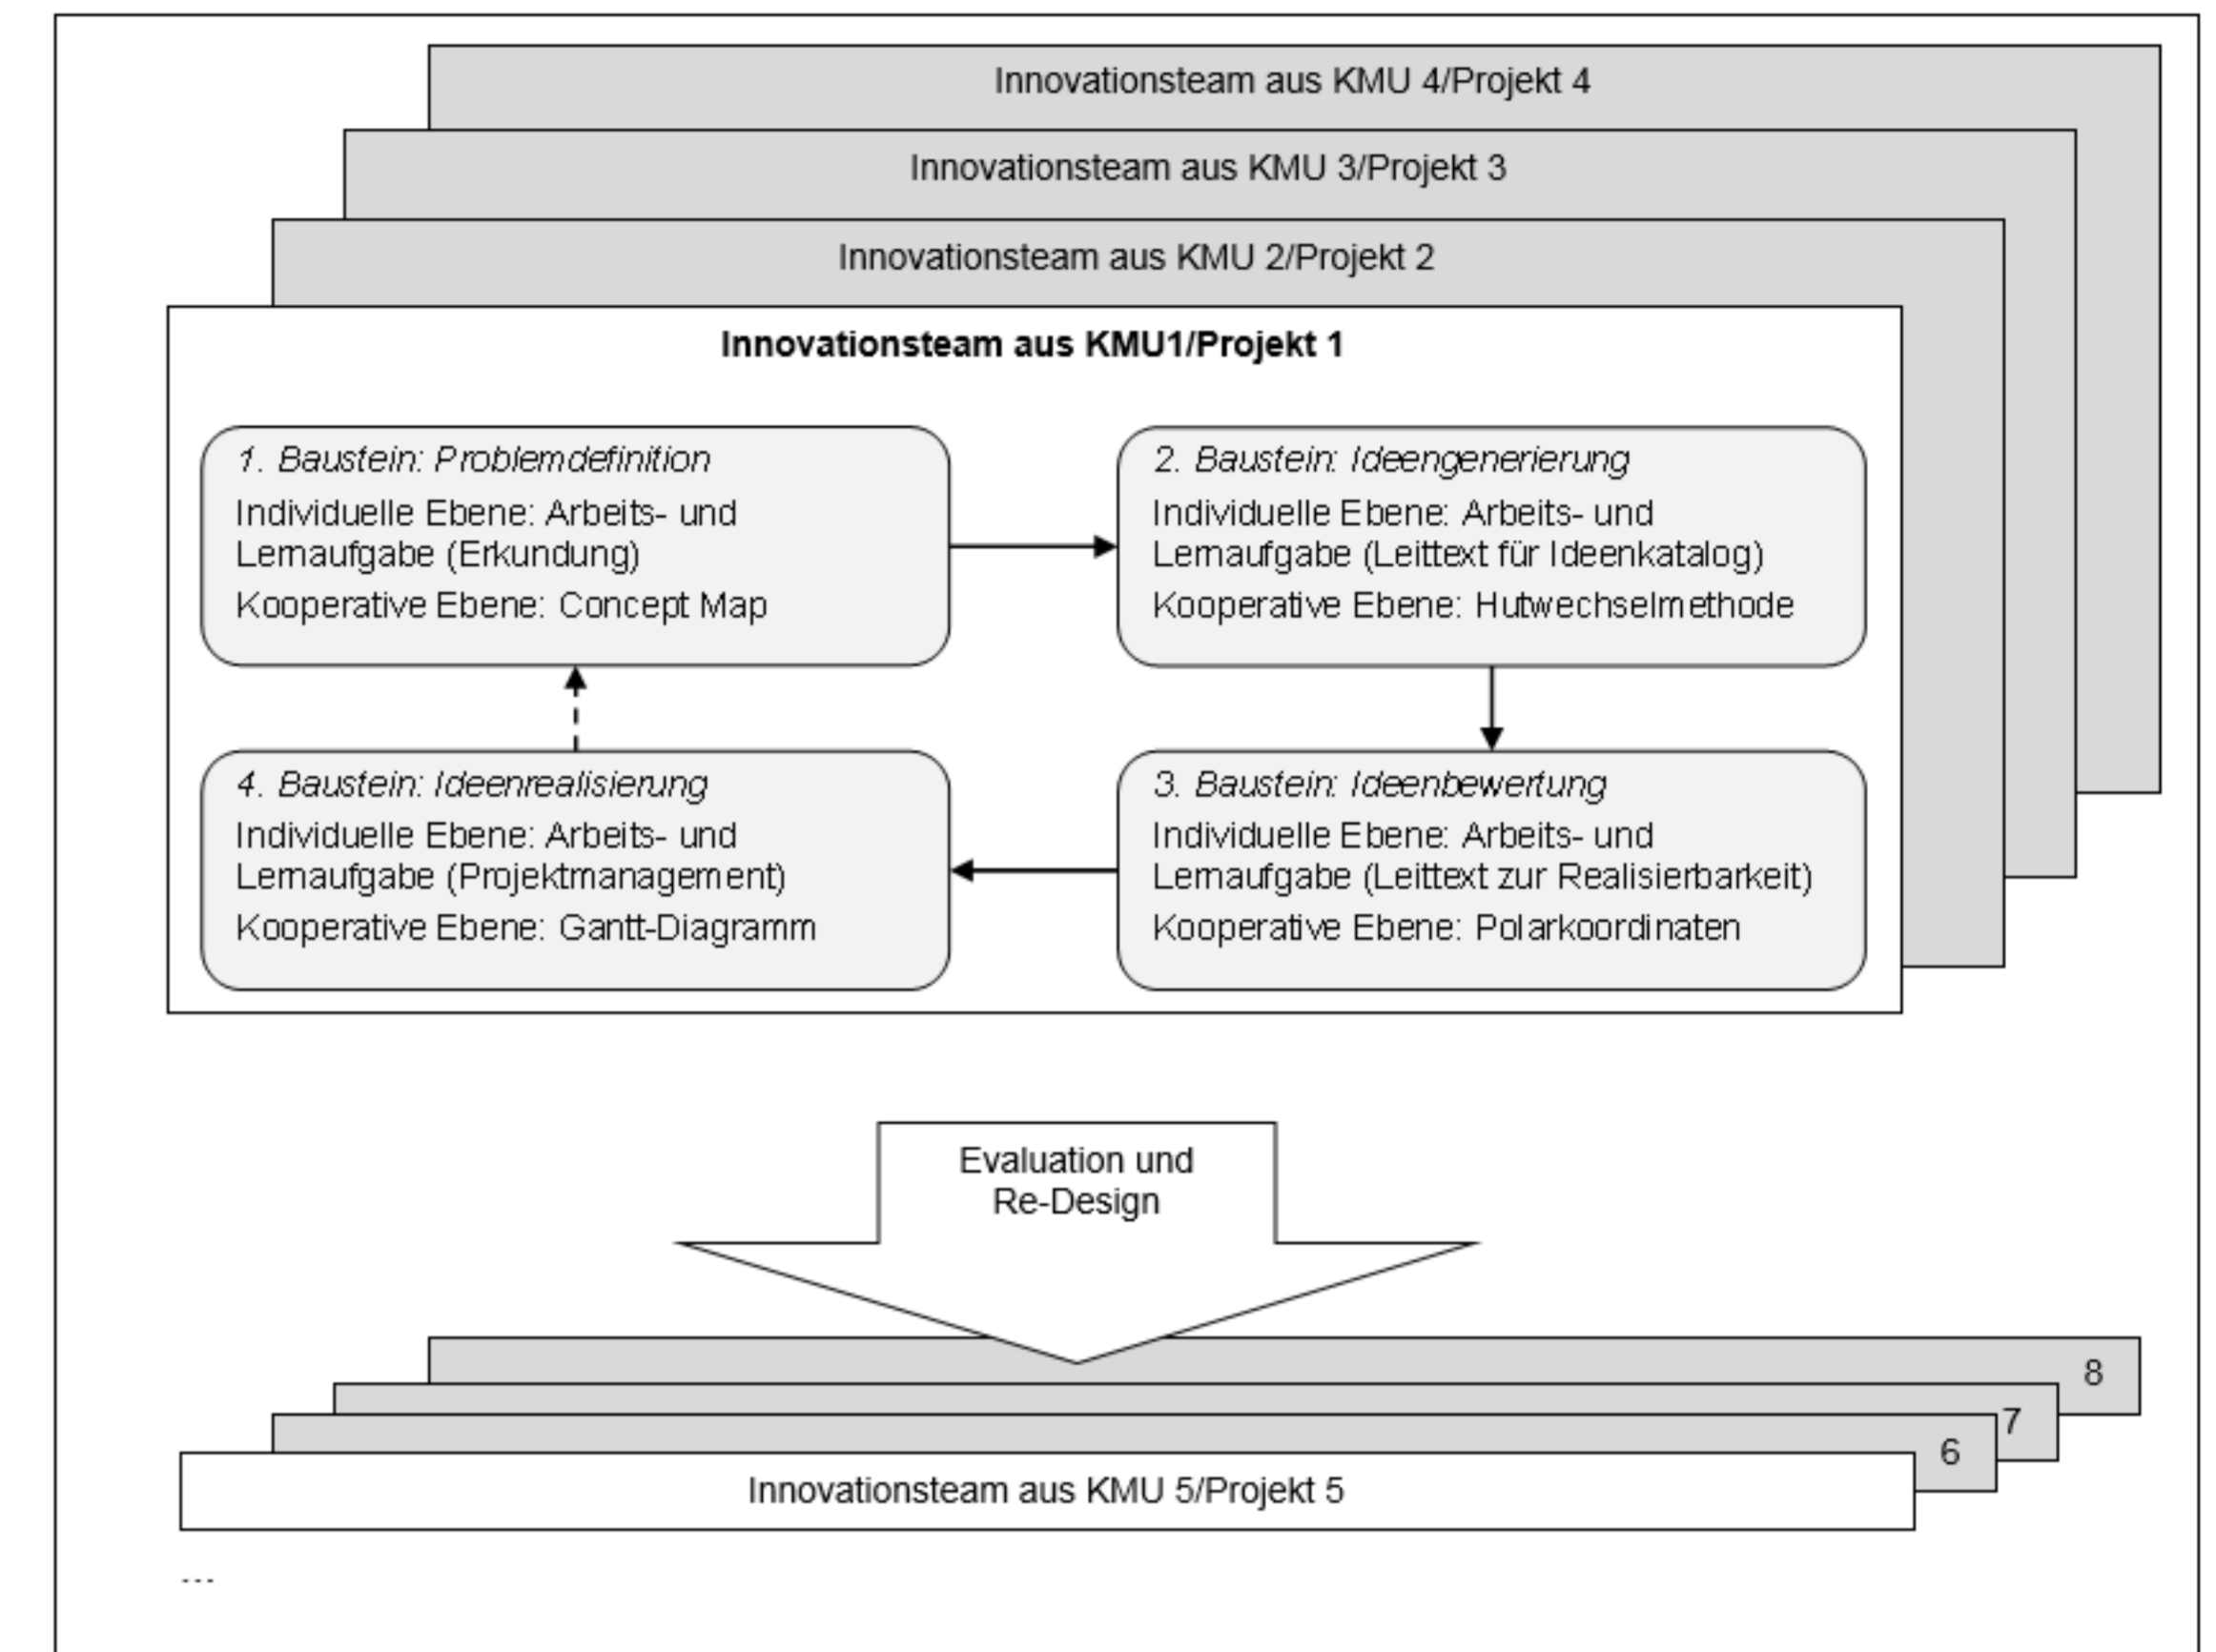 Innovationsteam aus KMU 4/Projekt 4
Innovationsteam aus KMU 3/Projekt 3
Innovationsteam aus KMU 2/Projekt 2
Innovationsteam aus KMU1/Projekt 1
1. Baustein: Problemdefinition
Individuelle Ebene: Arbeits- und
Lernaufgabe (Erkundung)
Kooperative Ebene: Concept Map
2. Baustein: Ideengenerierung
Individuelle Ebene: Arbeits- und
Lernaufgabe (Leittext für Ideenkatalog)
Kooperative Ebene: Hutwechselmethode
4. Baustein: Ideenrealisierung
Individuelle Ebene: Arbeits- und
Lernaufgabe (Projektmanagement)
Kooperative Ebene: Gantt-Diagramm
3. Baustein: Ideenbewertung
Individuelle Ebene: Arbeits- und
Lernaufgabe (Leittext zur Realisierbarkeit)
Kooperative Ebene: Polarkoordinaten
Evaluation und
Re-Design
8
7
6
Innovationsteam aus KMU 5/Projekt 5
...